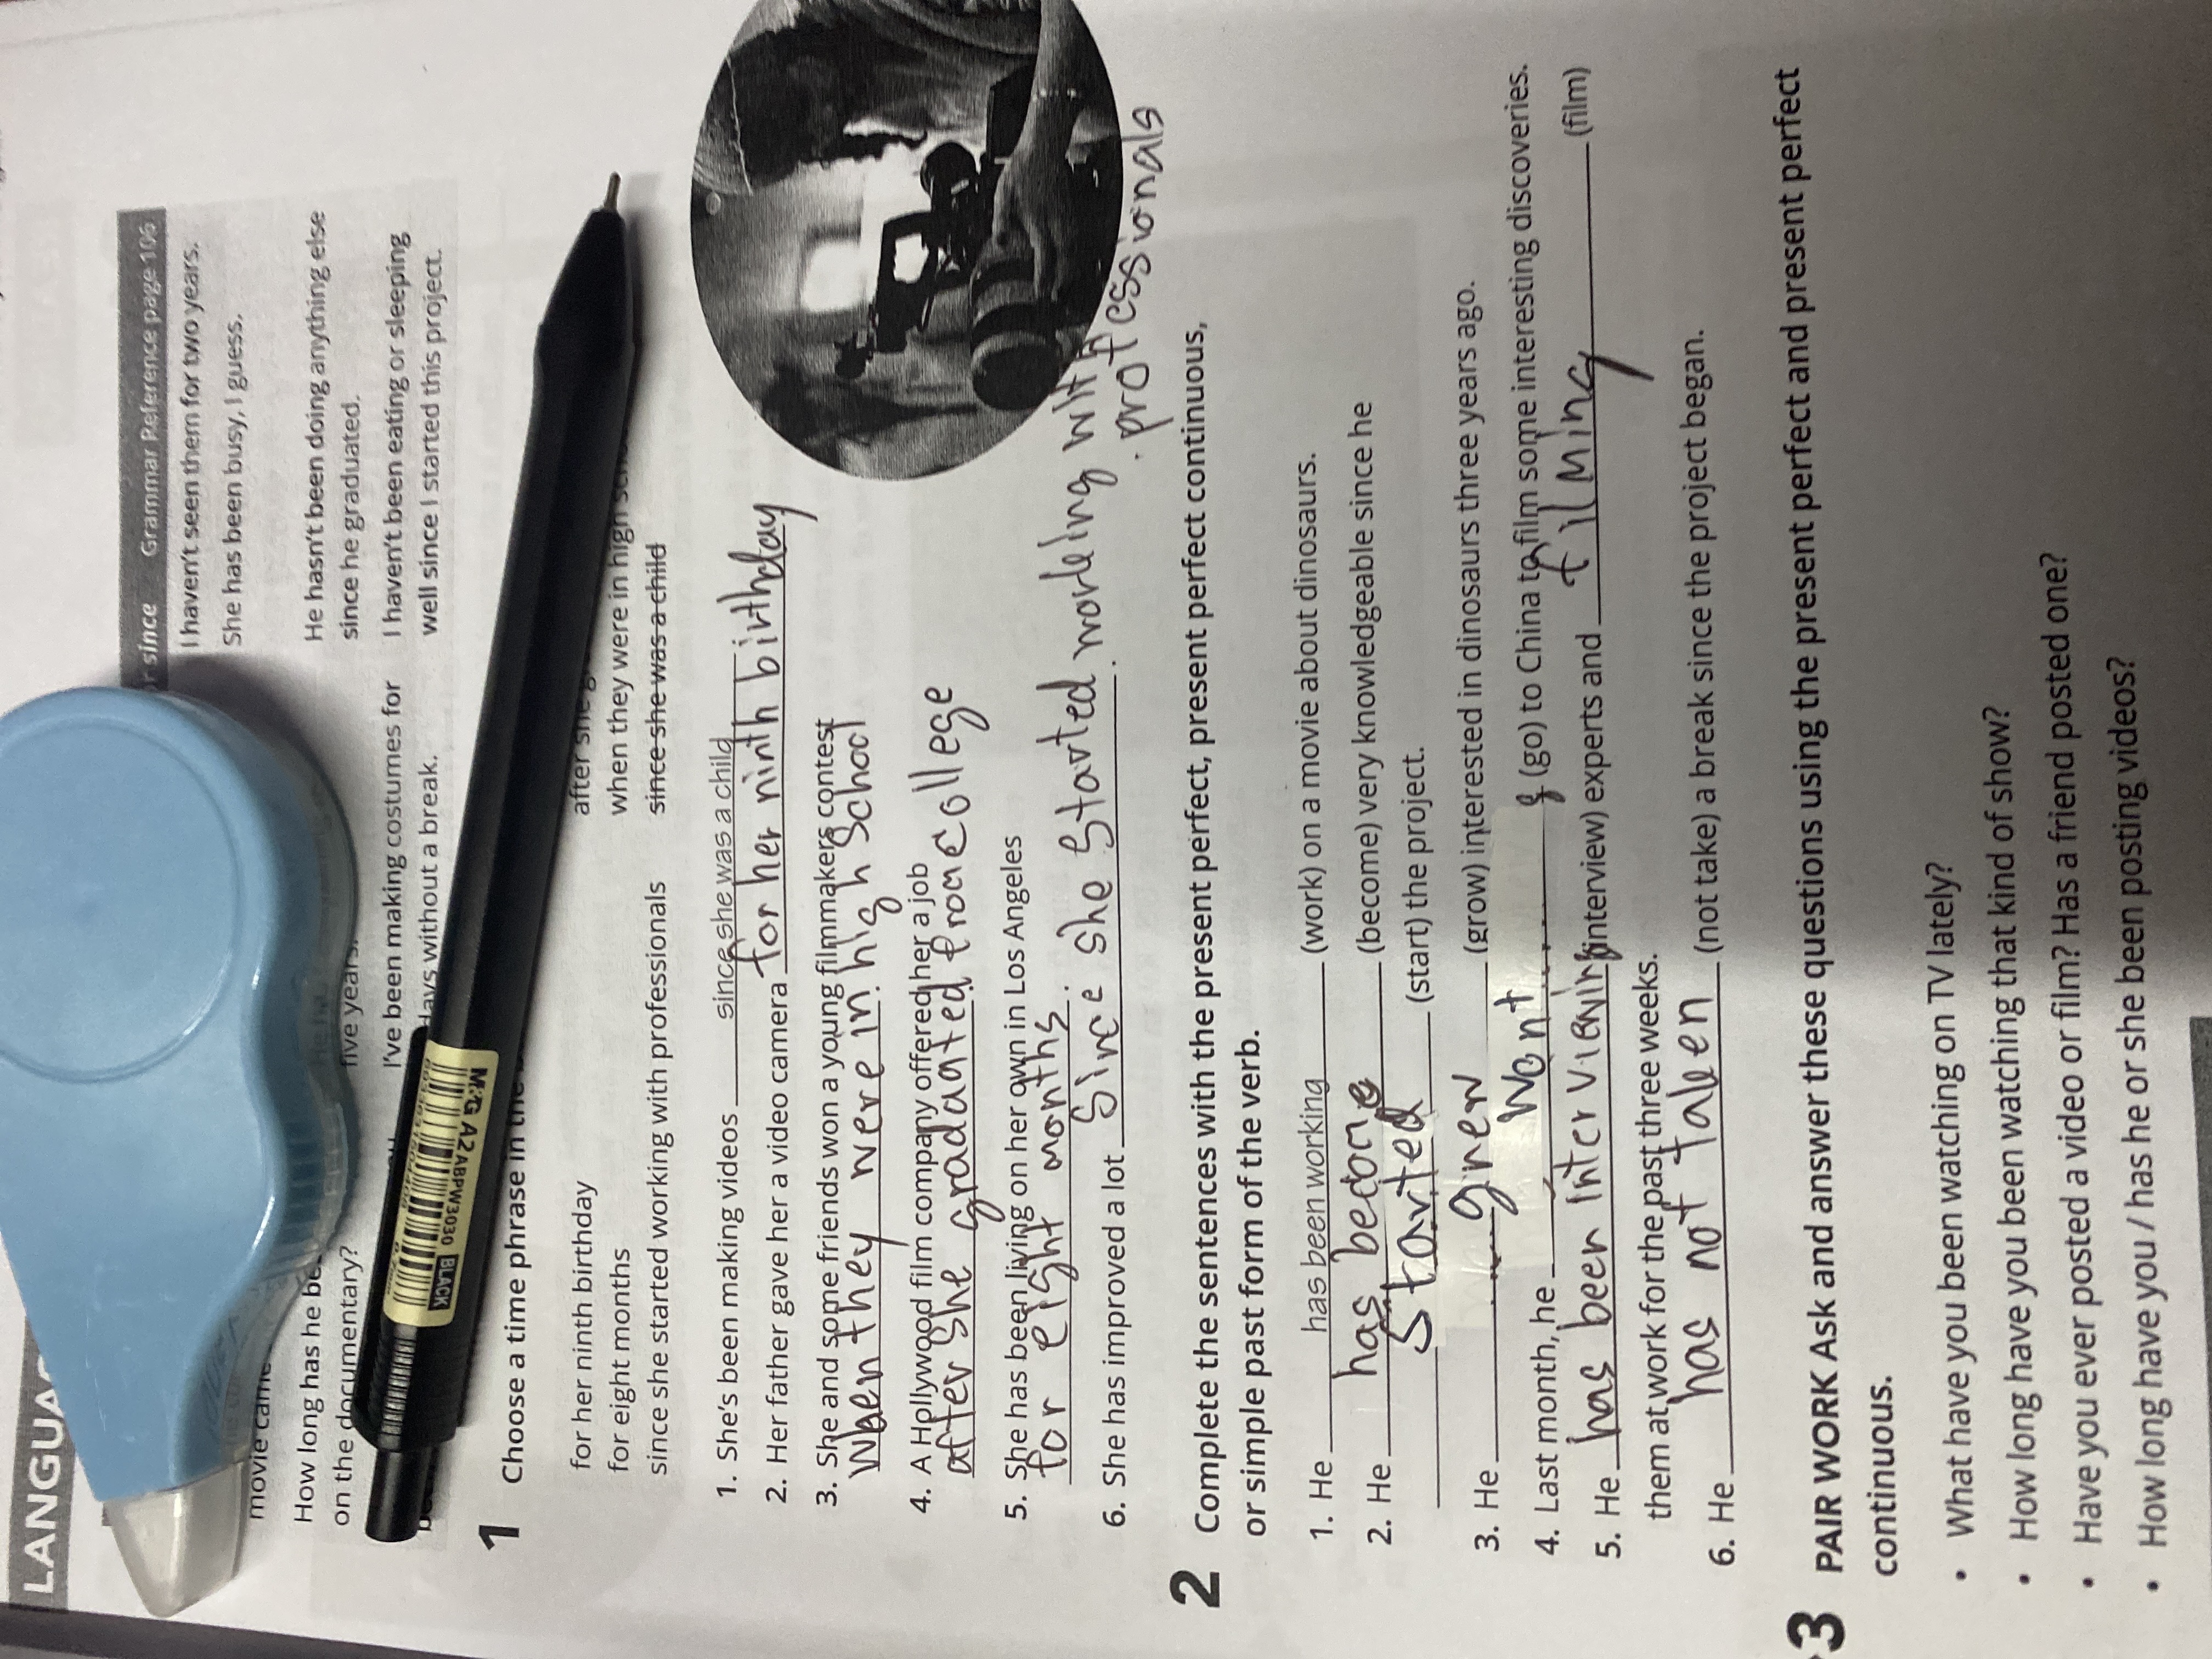 LANGUA
r since Grammar Reference page 106
I haven't seen them for two years.
She has been busy, I guess.
movie came
How long has he be
on the documentary?
five years.
He hasn't been doing anything else
since he graduated.
I've been making costumes for
days without a break.
I haven't been eating or sleeping
well since I started this project.
M&G A2 ABPW3030 BLACK
1 Choose a time phrase in the
for her ninth birthday
for eight months
since she started working with professionals
after she g
when they were in high
since she was a child
1. She's been making videos since she was a child
2. Her father gave her a video camera for her ninth birthday
3. She and some friends won a young filmmakers contest
when they were in high School.
4. A Hollywood film company offered her a job
after She gradaated from college.
5. She has been living on her own in Los Angeles
for eight months.
6. She has improved a lot Since she started working with
professionals.
2 Complete the sentences with the present perfect, present perfect continuous,
or simple past form of the verb.
1. He has been working (work) on a movie about dinosaurs.
2. He has become (become) very knowledgeable since he
Started (start) the project.
3. He grew (grow) interested in dinosaurs three years ago.
4. Last month, he Wont (go) to China to film some interesting discoveries.
5. He has been interviewing (interview) experts and filming (film)
them at work for the past three weeks.
6. He has not taken (not take) a break since the project began.
3 PAIR WORK Ask and answer these questions using the present perfect and present perfect
continuous.
• What have you been watching on TV lately?
• How long have you been watching that kind of show?
• Have you ever posted a video or film? Has a friend posted one?
• How long have you / has he or she been posting videos?